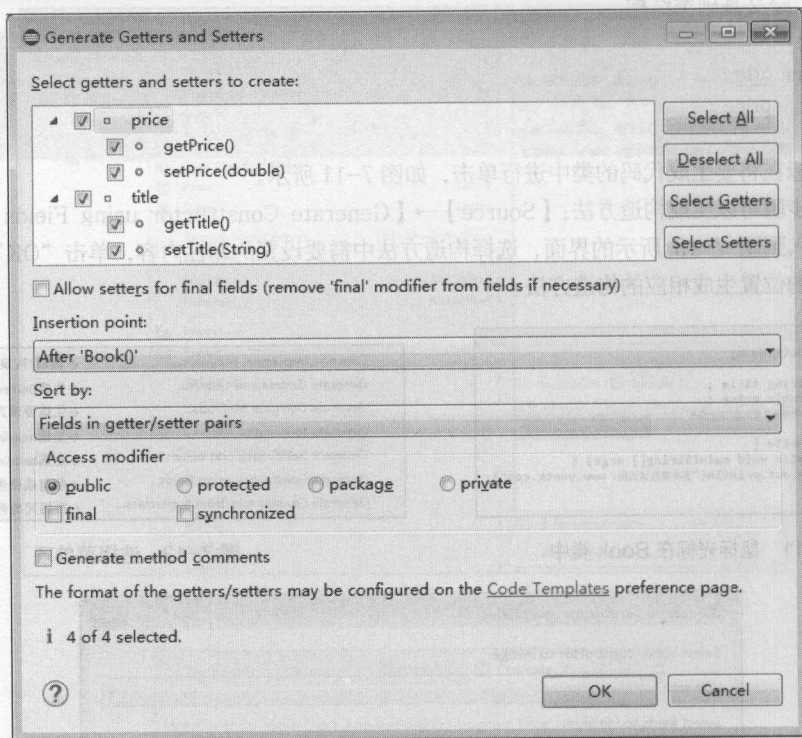 Generate Getters and Setters
Select getters and setters to create:
price
getPrice()
setPrice(double)
title
getTitle()
setTitle(String)
Select All
Deselect All
Select Getters
Select Setters
Allow setters for final fields (remove 'final' modifier from fields if necessary)
Insertion point:
After 'Book()'
Sort by:
Fields in getter/setter pairs
Access modifier
public protected package private
final synchronized
Generate method comments
The format of the getters/setters may be configured on the Code Templates preference page.
i 4 of 4 selected.
?
OK Cancel